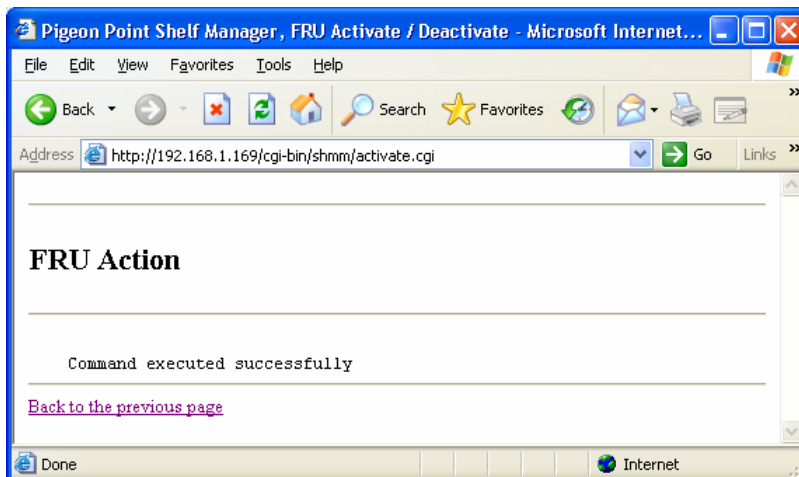 Pigeon Point Shelf Manager, FRU Activate / Deactivate - Microsoft Internet...
File Edit View Favorites Tools Help
Back Search Favorites
Address http://192.168.1.169/cgi-bin/shmm/activate.cgi Go Links »
FRU Action
Command executed successfully
Back to the previous page
Done Internet